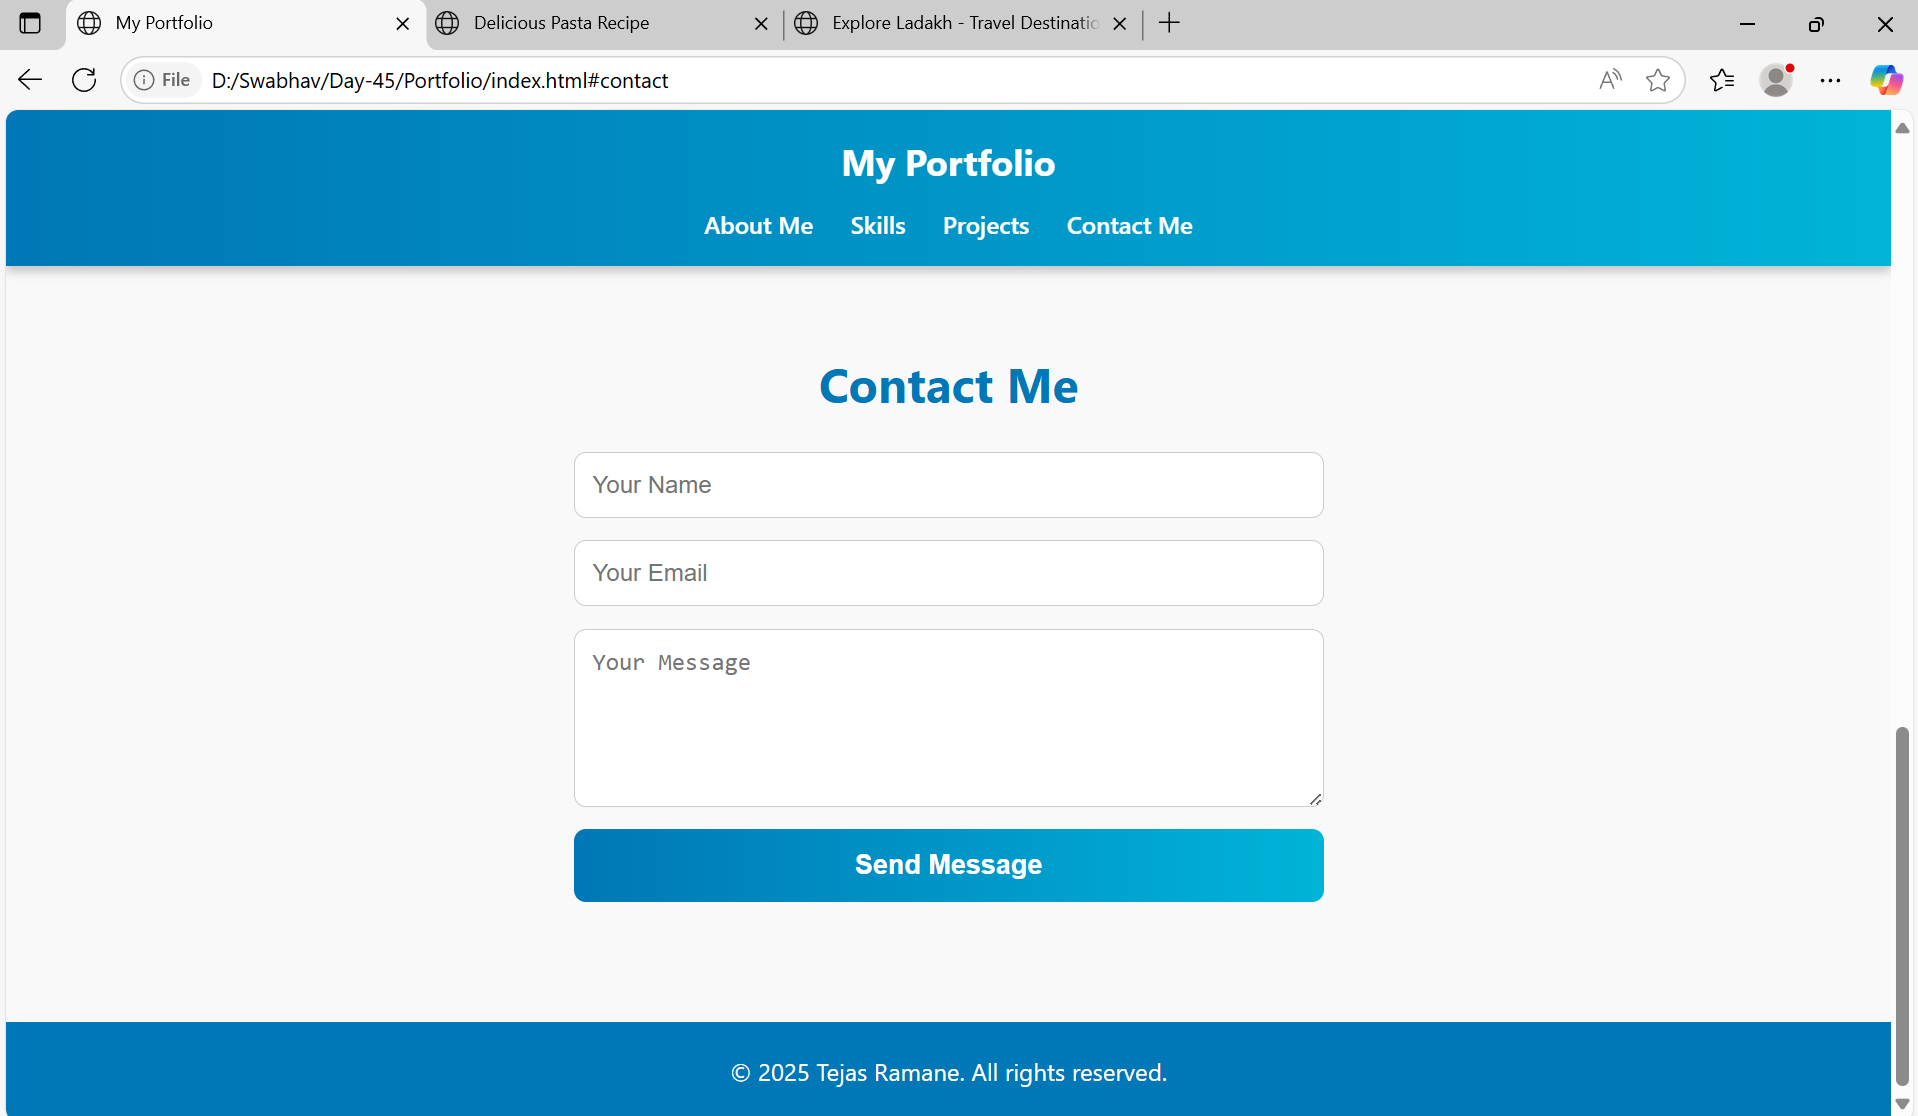 My Portfolio
Delicious Pasta Recipe
Explore Ladakh - Travel Destinatio
File D:/Swabhav/Day-45/Portfolio/index.html#contact
My Portfolio
About Me Skills Projects Contact Me
Contact Me
Your Name
Your Email
Your Message
Send Message
© 2025 Tejas Ramane. All rights reserved.